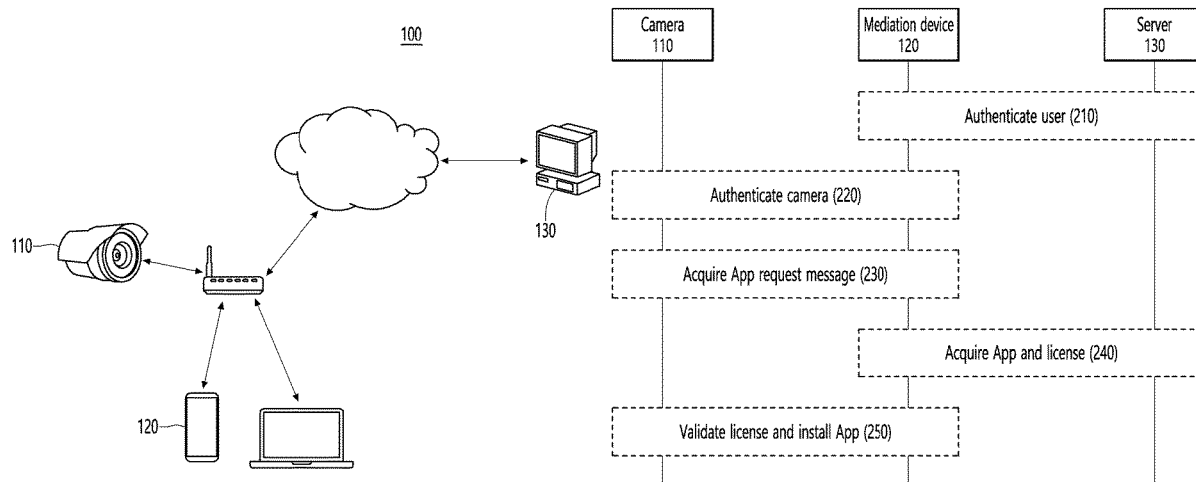 100
110
120
130
Camera
110
Mediation device
120
Server
130
Authenticate user (210)
Authenticate camera (220)
Acquire App request message (230)
Acquire App and license (240)
Validate license and install App (250)